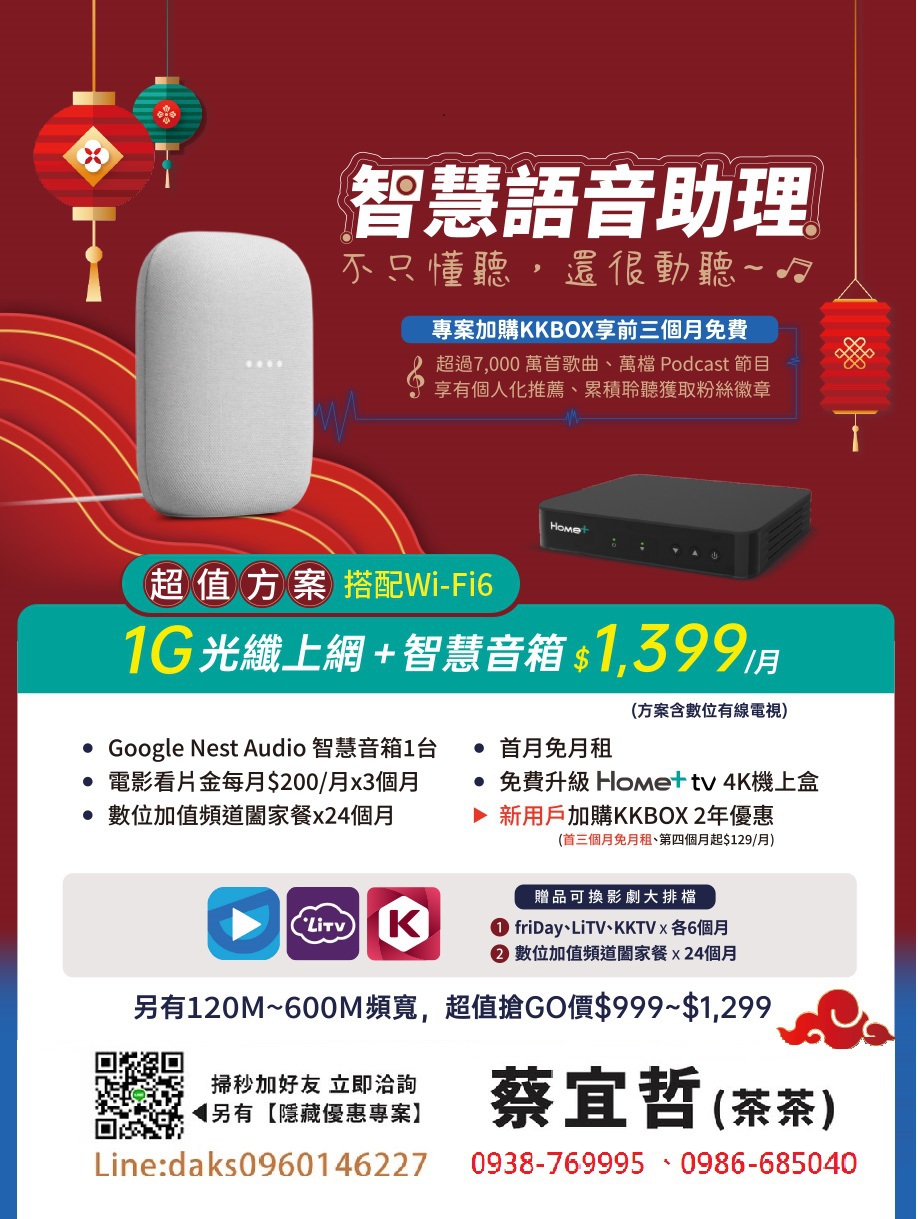 智慧語音助理
不只懂聽，還很動聽~
專案加購KKBOX享前三個月免費
超過7,000 萬首歌曲、萬檔 Podcast 節目
享有個人化推薦、累積聆聽獲取粉絲徽章
Home+
超值方案 搭配Wi-Fi6
1G光纖上網+智慧音箱 $1,399/月
(方案含數位有線電視)
• Google Nest Audio 智慧音箱1台
• 電影看片金每月$200/月x3個月
• 數位加值頻道闔家餐x24個月
• 首月免月租
• 免費升級 Home+ tv 4K機上盒
▶ 新用戶加購KKBOX 2年優惠
(首三個月免月租、第四個月起$129/月)
LiTV
K
贈品可換影劇大排檔
1 friDay、LiTV、KKTV x 各6個月
2 數位加值頻道闔家餐 x 24個月
另有120M~600M頻寬，超值搶GO價$999~$1,299
掃秒加好友 立即洽詢
◀另有【隱藏優惠專案】
Line:daks0960146227
蔡宜哲(茶茶)
0938-769995、0986-685040